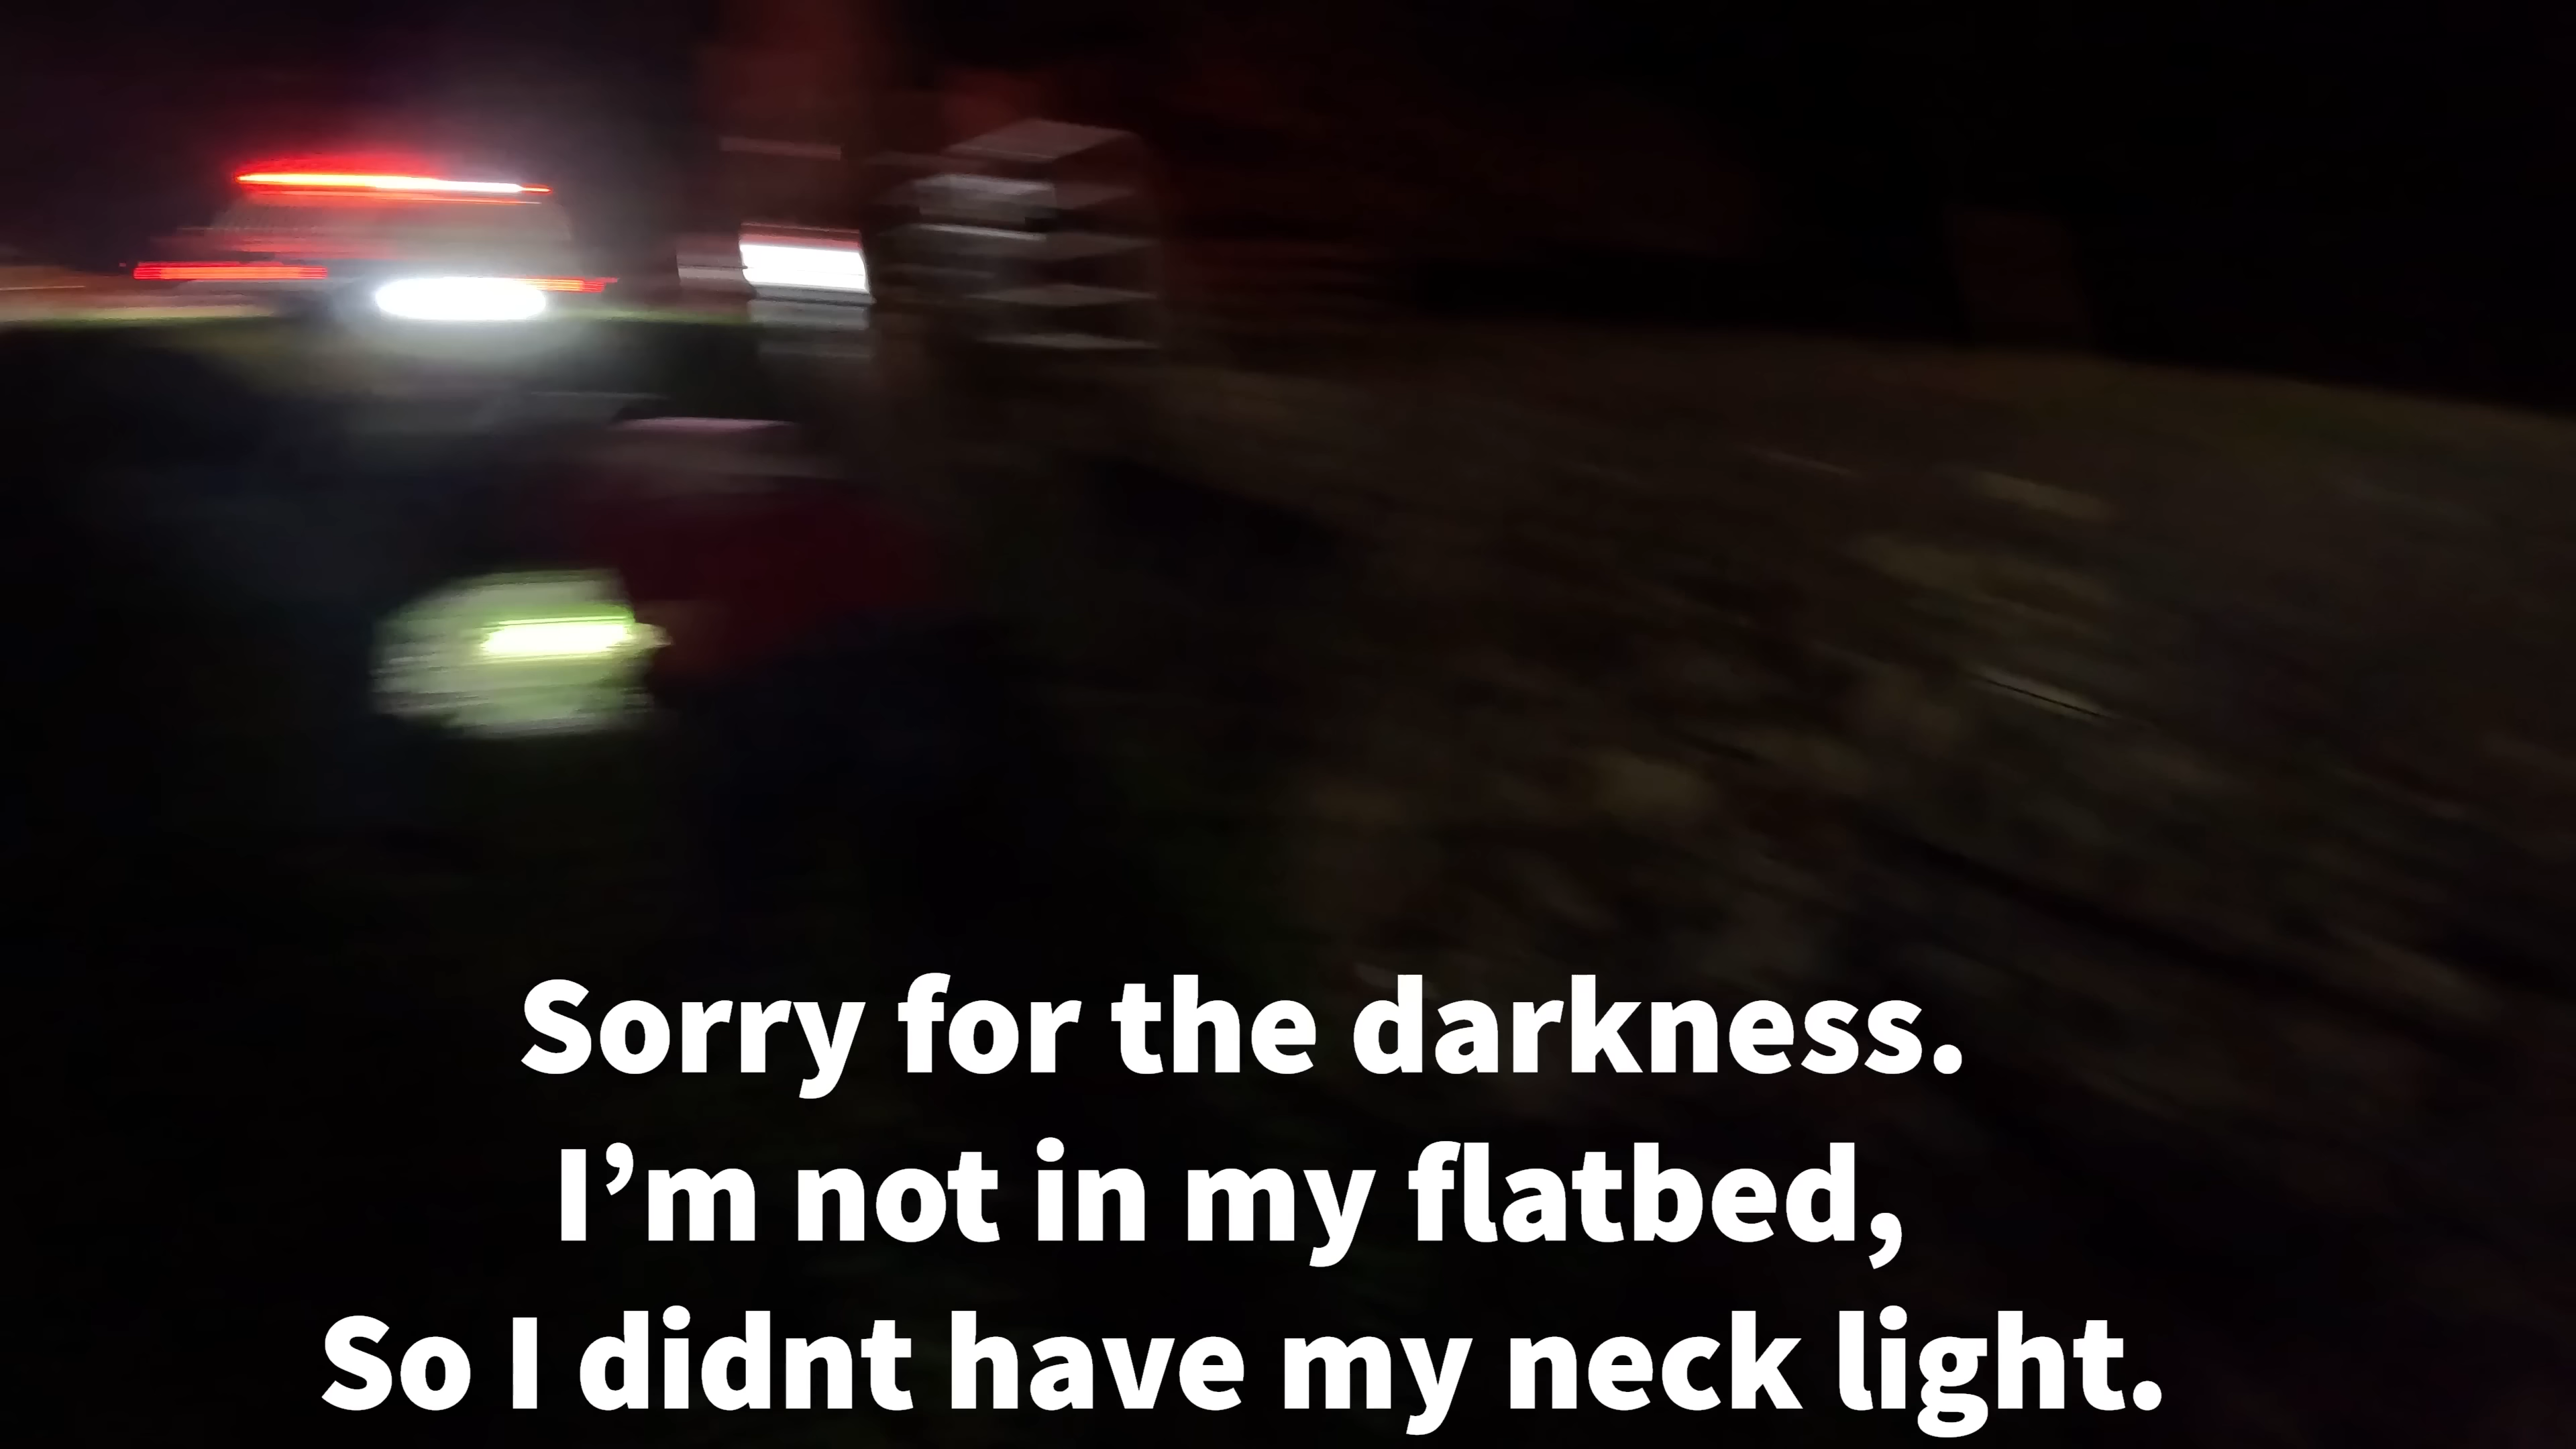 Sorry for the darkness.
I’m not in my flatbed,
So I didnt have my neck light.